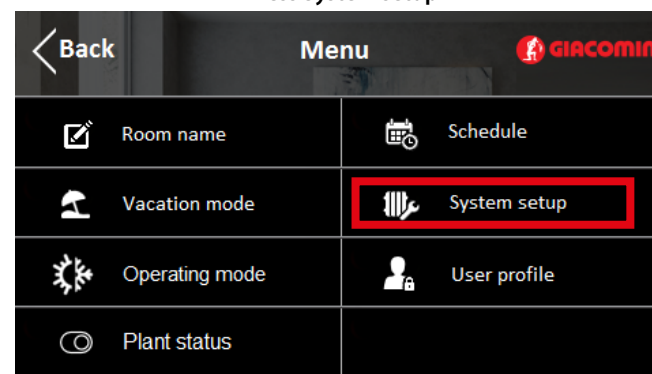 Back
Menu
GIACOMIN
Room name
Schedule
Vacation mode
System setup
Operating mode
User profile
Plant status